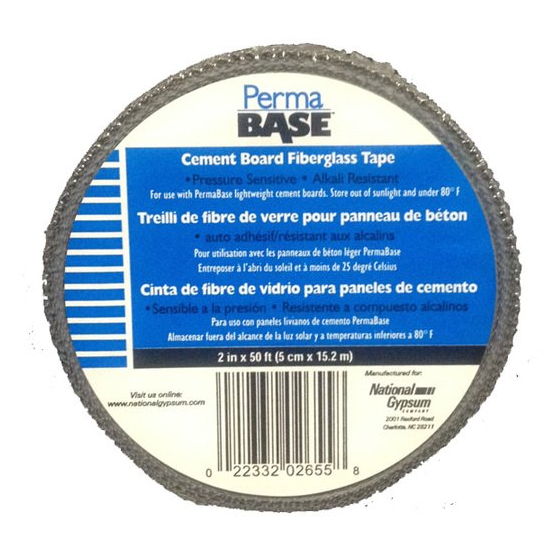 Perma
BASE™
Cement Board Fiberglass Tape
• Pressure Sensitive • Alkali Resistant
For use with PermaBase lightweight cement boards. Store out of sunlight and under 80° F
Treilli de fibre de verre pour panneau de béton
• auto adhésif/résistant aux alcalins
Pour utilisation avec les panneaux de béton léger PermaBase
Entreposer à l'abri du soleil et à moins de 25 degré Celsius
Cinta de fibra de vidrio para paneles de cemento
• Sensible a la presión • Resistente a compuesto alcalinos
Para uso con paneles livianos de cemento PermaBase
Almacenar fuera del alcance de la luz solar y a temperaturas inferiores a 80° F
2 in x 50 ft (5 cm x 15.2 m)
Visit us online:
www.nationalgypsum.com
Manufactured for:
National
Gypsum
COMPANY
2001 Rexford Road
Charlotte, NC 28211
0 22332 02655 8